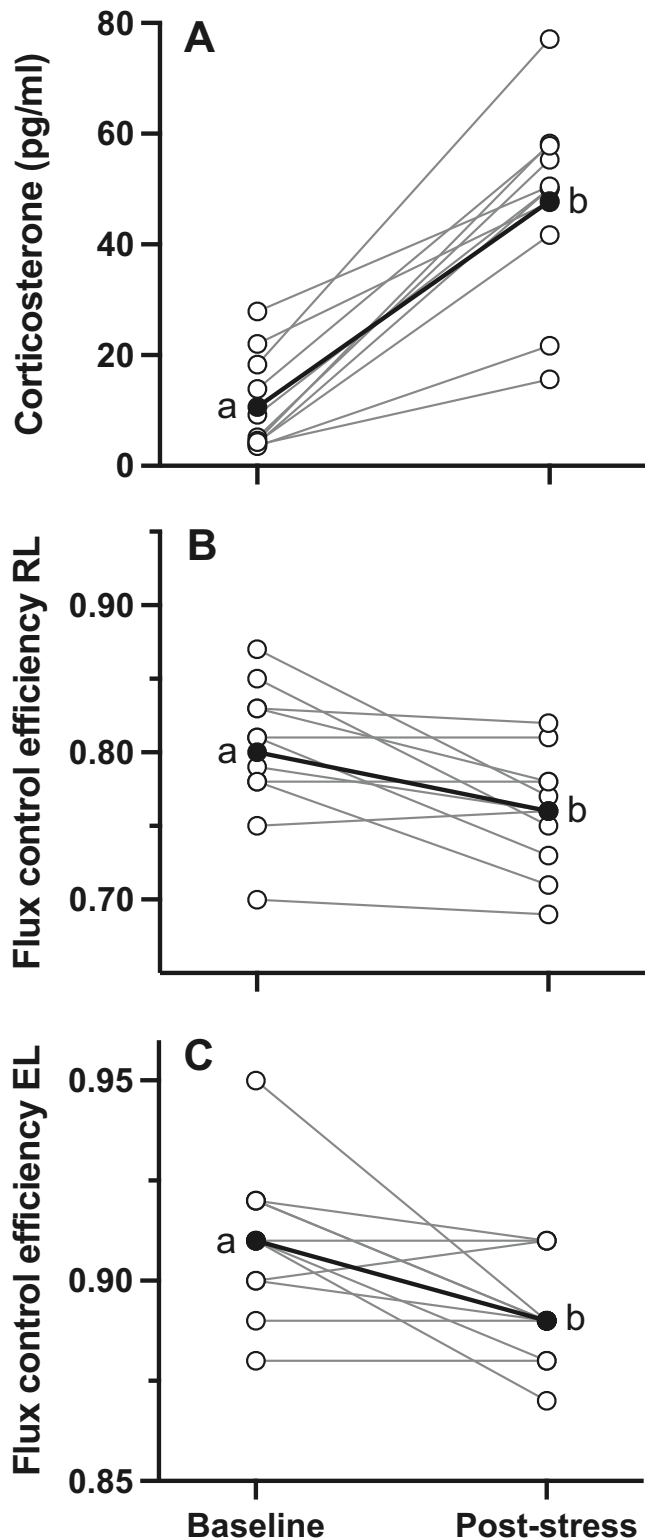 A
Corticosterone (pg/ml)
80
60
40
20
0
a
b
B
Flux control efficiency RL
0.90
0.80
0.70
a
b
C
Flux control efficiency EL
0.95
0.90
0.85
a
b
Baseline
Post-stress